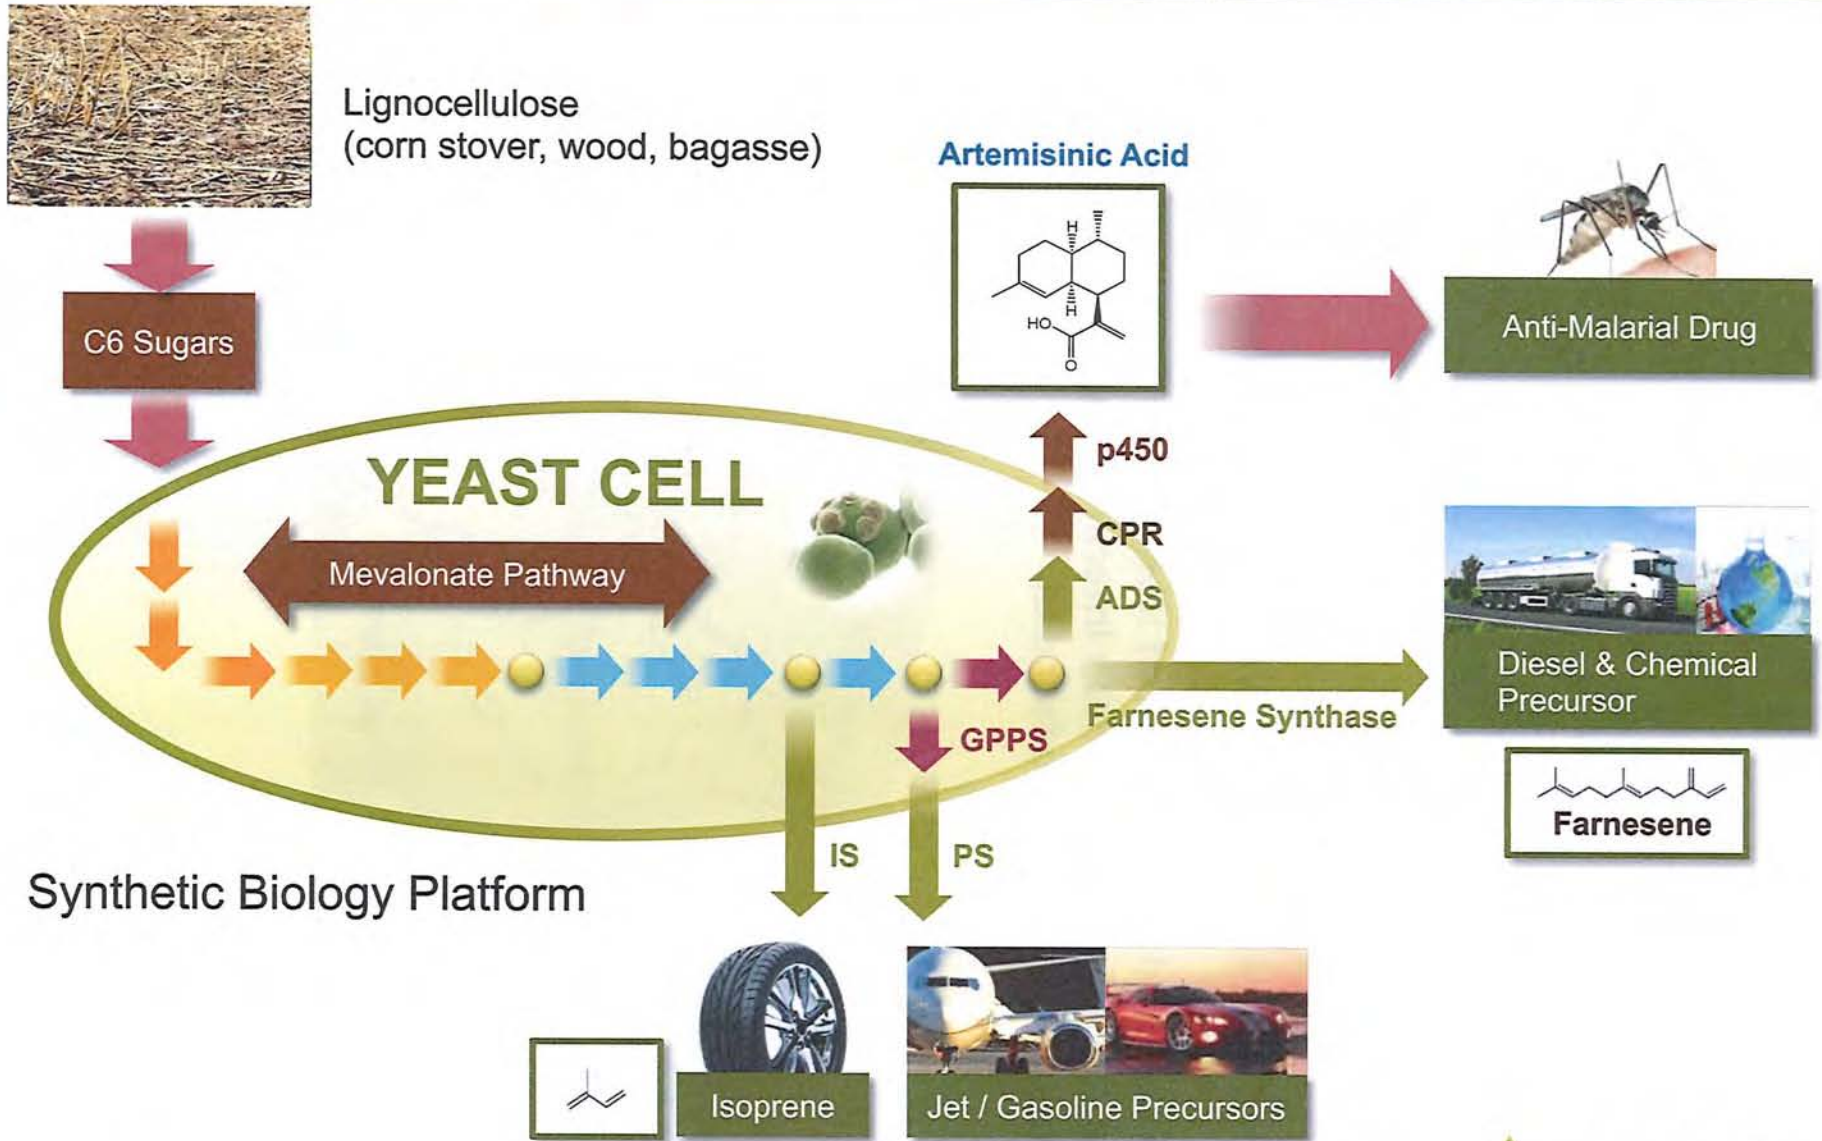 Lignocellulose
(corn stover, wood, bagasse)
Artemisinic Acid
H
H
HO
O
Anti-Malarial Drug
C6 Sugars
YEAST CELL
Mevalonate Pathway
p450
CPR
ADS
GPPS
Farnesene Synthase
Diesel & Chemical
Precursor
Farnesene
IS
PS
Synthetic Biology Platform
Isoprene
Jet / Gasoline Precursors